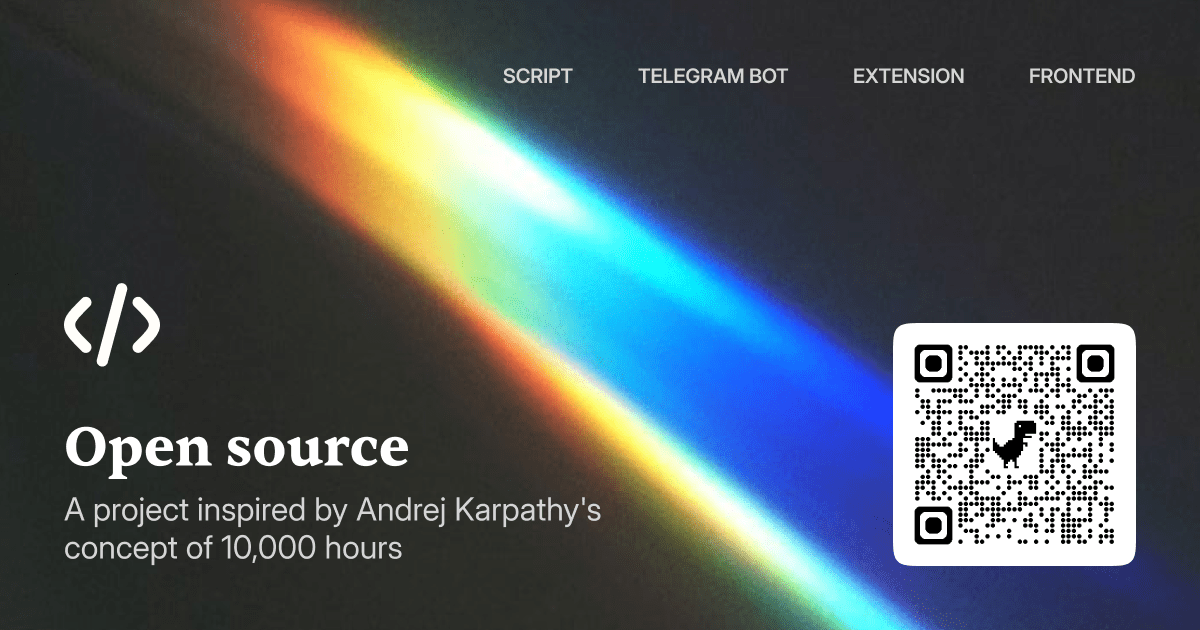 SCRIPT TELEGRAM BOT EXTENSION FRONTEND
</>
Open source
A project inspired by Andrej Karpathy's
concept of 10,000 hours